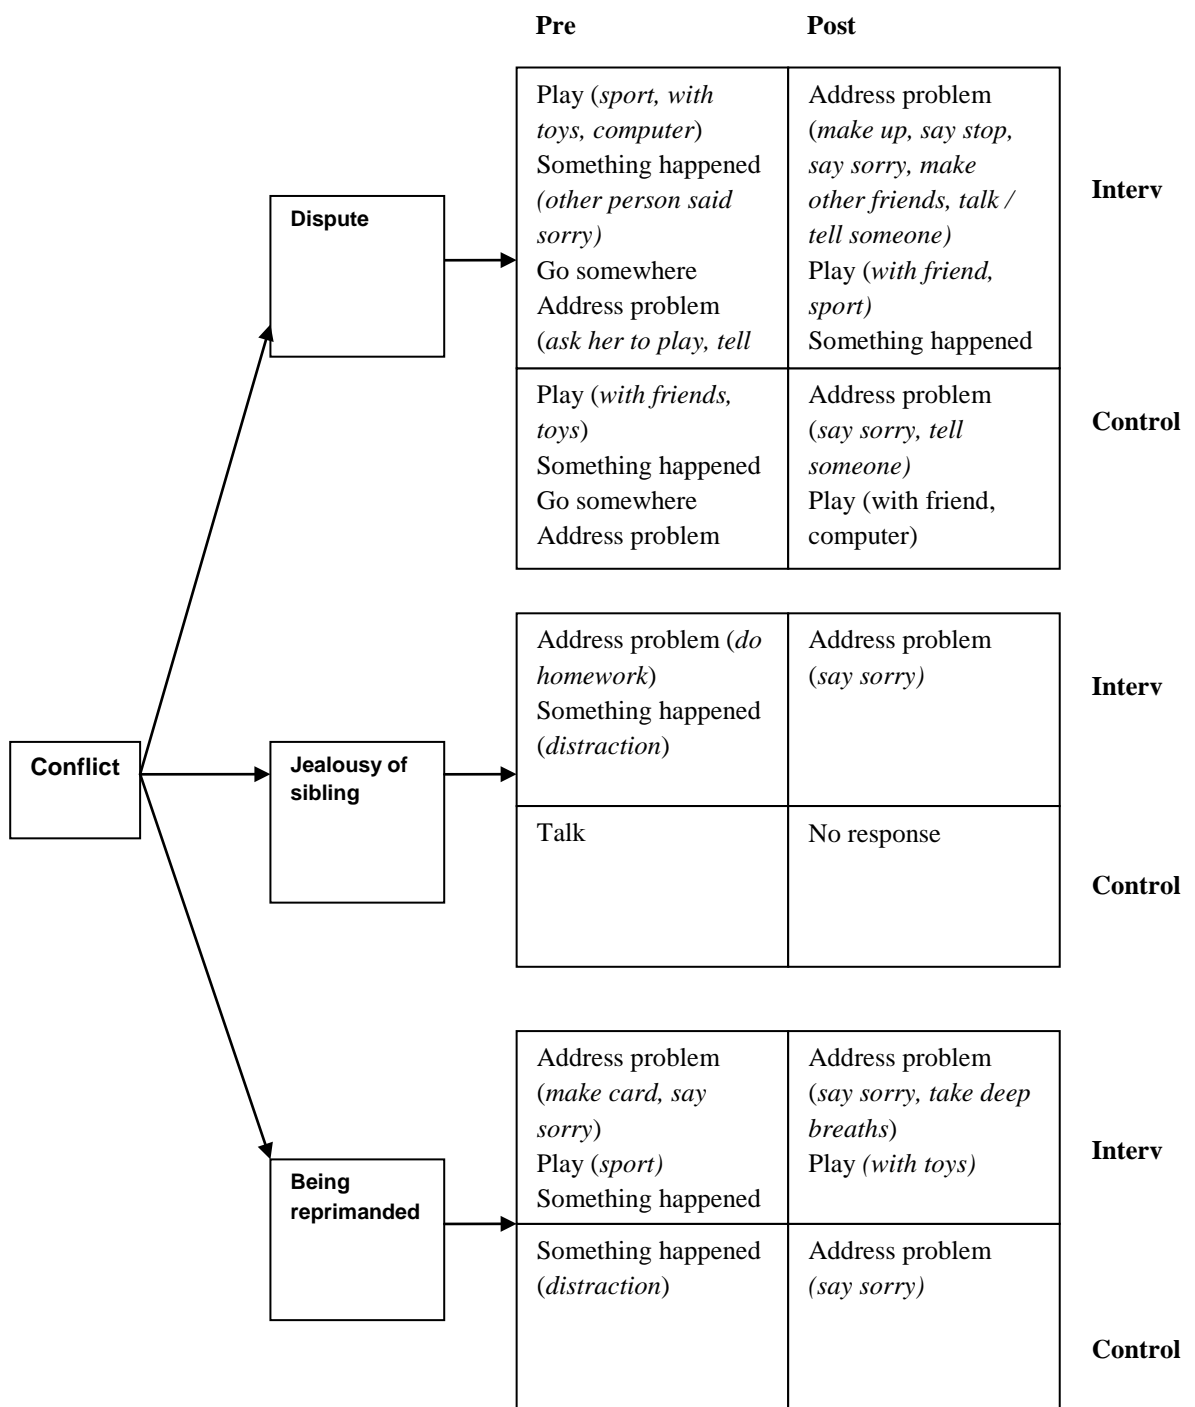 Pre Post
Play (sport, with
toys, computer)
Something happened
(other person said
sorry)
Go somewhere
Address problem
(ask her to play, tell
Address problem
(make up, say stop,
say sorry, make
other friends, talk /
tell someone)
Play (with friend,
sport)
Something happened
Interv
Dispute
Play (with friends,
toys)
Something happened
Go somewhere
Address problem
Address problem
(say sorry, tell
someone)
Play (with friend,
computer)
Control
Address problem (do
homework)
Something happened
(distraction)
Address problem
(say sorry)
Interv
Conflict
Jealousy of
sibling
Talk
No response
Control
Address problem
(make card, say
sorry)
Play (sport)
Something happened
Address problem
(say sorry, take deep
breaths)
Play (with toys)
Interv
Being
reprimanded
Something happened
(distraction)
Address problem
(say sorry)
Control